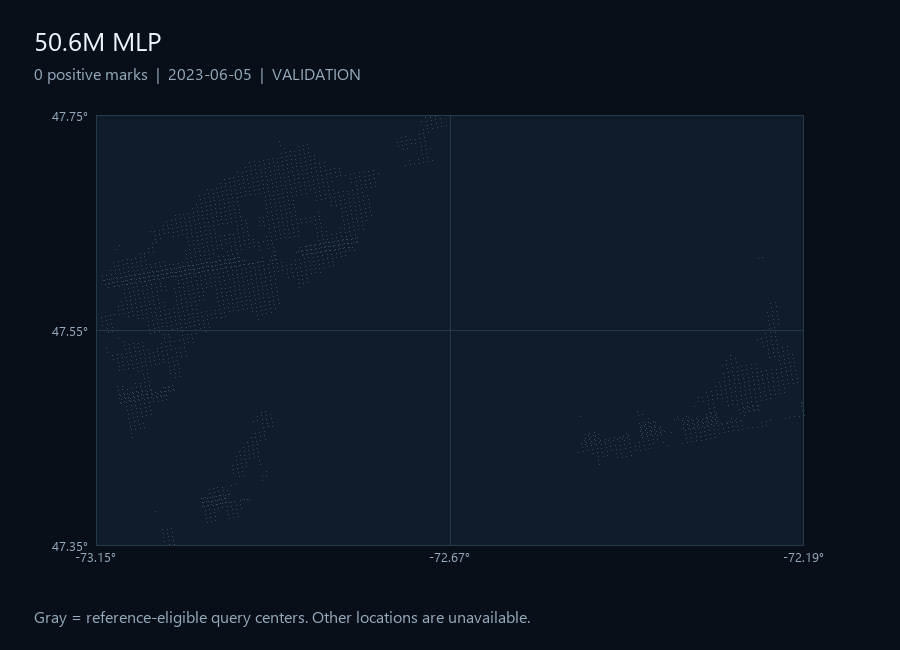 50.6M MLP
0 positive marks | 2023-06-05 | VALIDATION
47.75°
47.55°
47.35°
-73.15°
-72.67°
-72.19°
Gray = reference-eligible query centers. Other locations are unavailable.